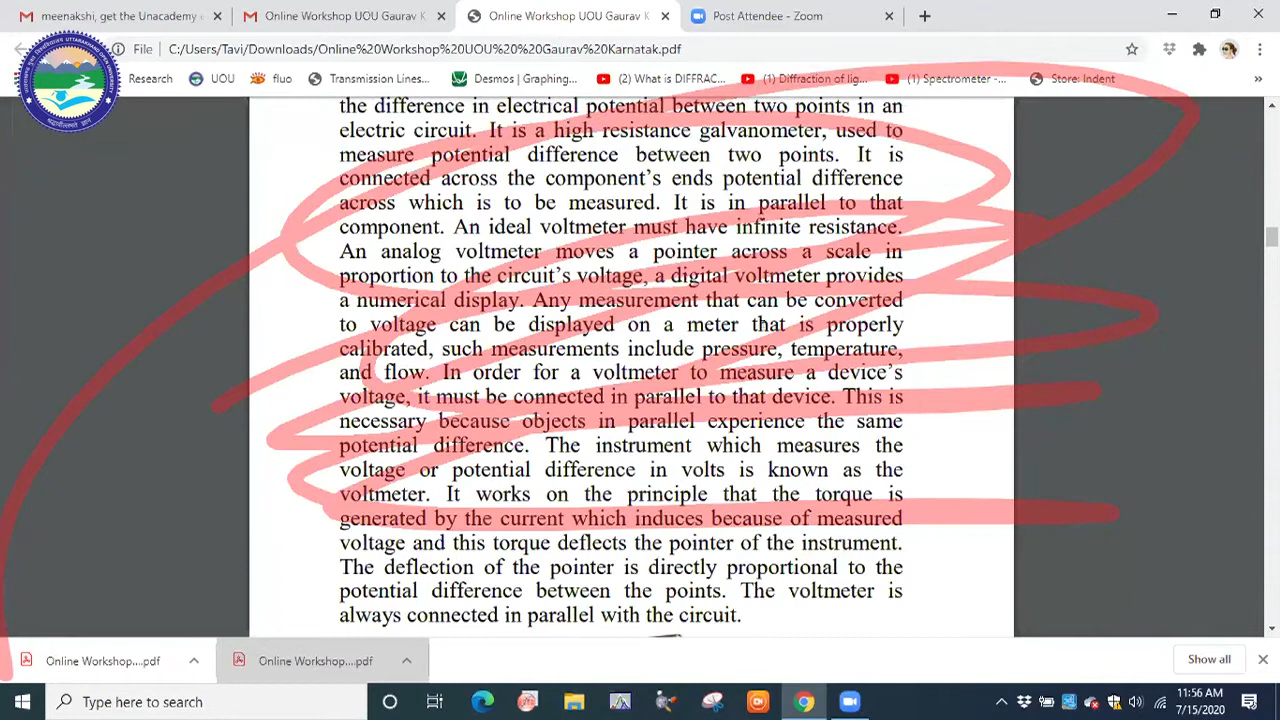 meenakshi, get the Unacademy
Online Workshop UOU Gaurav K
Online Workshop UOU Gaurav K
Post Attendee - Zoom
File
C:/Users/Tavi/Downloads/Online%20Workshop%20UOU%20%20Gaurav%20Karnatak.pdf
Research
UOU
fluo
Transmission Lines...
Desmos | Graphing...
(2) What is DIFFRAC...
(1) Diffraction of lig...
(1) Spectrometer -...
Store: Indent
»
the difference in electrical potential between two points in an
electric circuit. It is a high resistance galvanometer, used to
measure potential difference between two points. It is
connected across the component's ends potential difference
across which is to be measured. It is in parallel to that
component. An ideal voltmeter must have infinite resistance.
An analog voltmeter moves a pointer across a scale in
proportion to the circuit's voltage, a digital voltmeter provides
a numerical display. Any measurement that can be converted
to voltage can be displayed on a meter that is properly
calibrated, such measurements include pressure, temperature,
and flow. In order for a voltmeter to measure a device's
voltage, it must be connected in parallel to that device. This is
necessary because objects in parallel experience the same
potential difference. The instrument which measures the
voltage or potential difference in volts is known as the
voltmeter. It works on the principle that the torque is
generated by the current which induces because of measured
voltage and this torque deflects the pointer of the instrument.
The deflection of the pointer is directly proportional to the
potential difference between the points. The voltmeter is
always connected in parallel with the circuit.
Online Workshop....pdf
Online Workshop....pdf
Show all
Type here to search
11:56 AM
7/15/2020